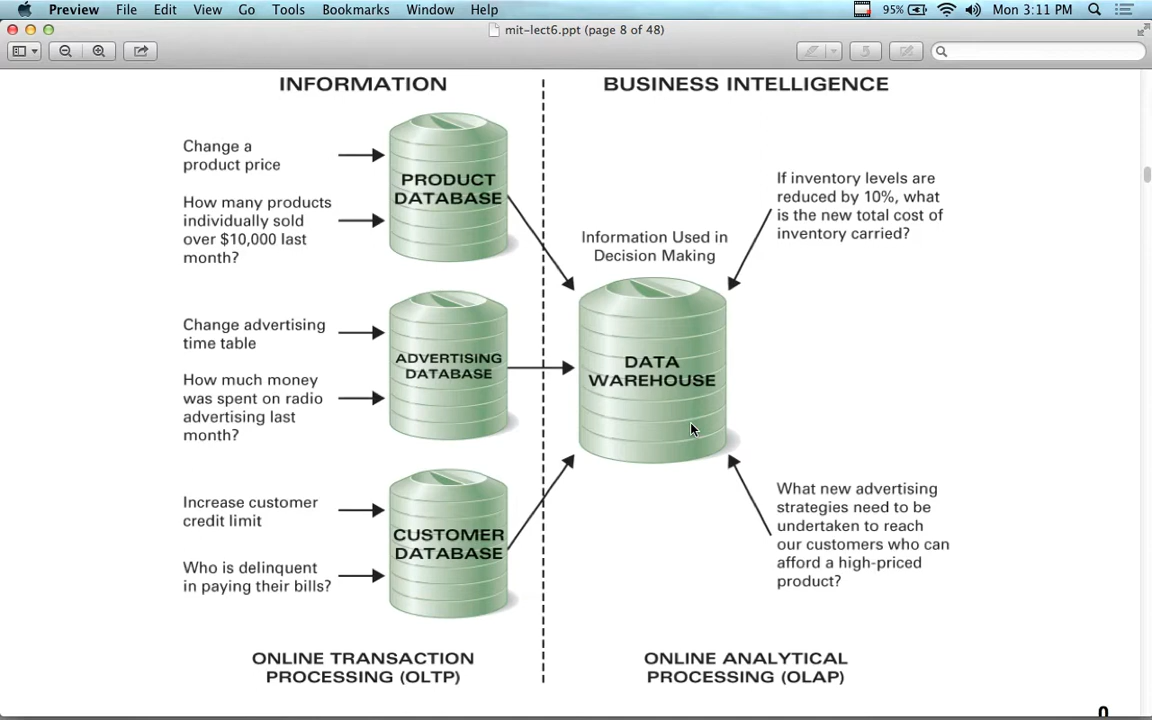 Preview File Edit View Go Tools Bookmarks Window Help 95% Mon 3:11 PM
mit-lect6.ppt (page 8 of 48)
INFORMATION
BUSINESS INTELLIGENCE
Change a
product price
How many products
individually sold
over $10,000 last
month?
PRODUCT
DATABASE
Change advertising
time table
How much money
was spent on radio
advertising last
month?
ADVERTISING
DATABASE
Increase customer
credit limit
Who is delinquent
in paying their bills?
CUSTOMER
DATABASE
Information Used in
Decision Making
DATA
WAREHOUSE
If inventory levels are
reduced by 10%, what
is the new total cost of
inventory carried?
What new advertising
strategies need to be
undertaken to reach
our customers who can
afford a high-priced
product?
ONLINE TRANSACTION
PROCESSING (OLTP)
ONLINE ANALYTICAL
PROCESSING (OLAP)